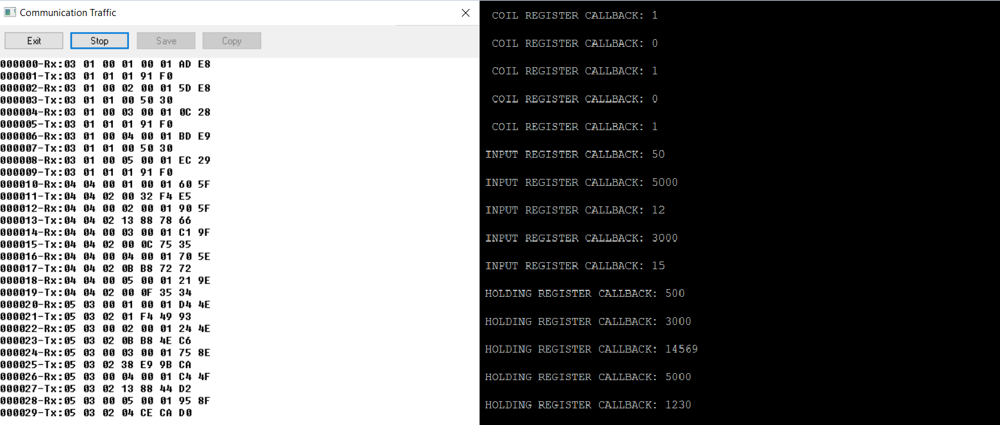 Communication Traffic
Exit Stop Save Copy
000000-Rx:03 01 00 01 00 01 AD E8
000001-Tx:03 01 01 01 91 F0
000002-Rx:03 01 00 02 00 01 5D E8
000003-Tx:03 01 01 00 50 30
000004-Rx:03 01 00 03 00 01 0C 28
000005-Tx:03 01 01 01 91 F0
000006-Rx:03 01 00 04 00 01 BD E9
000007-Tx:03 01 01 00 50 30
000008-Rx:03 01 00 05 00 01 EC 29
000009-Tx:03 01 01 01 91 F0
000010-Rx:04 04 00 01 00 01 60 5F
000011-Tx:04 04 02 00 32 F4 E5
000012-Rx:04 04 00 02 00 01 90 5F
000013-Tx:04 04 02 13 88 78 66
000014-Rx:04 04 00 03 00 01 C1 9F
000015-Tx:04 04 02 00 0C 75 35
000016-Rx:04 04 00 04 00 01 70 5E
000017-Tx:04 04 02 0B B8 72 72
000018-Rx:04 04 00 05 00 01 21 9E
000019-Tx:04 04 02 00 0F 35 34
000020-Rx:05 03 00 01 00 01 D4 4E
000021-Tx:05 03 02 01 F4 49 93
000022-Rx:05 03 00 02 00 01 24 4E
000023-Tx:05 03 02 0B B8 4E C6
000024-Rx:05 03 00 03 00 01 75 8E
000025-Tx:05 03 02 38 E9 9B CA
000026-Rx:05 03 00 04 00 01 C4 4F
000027-Tx:05 03 02 13 88 44 D2
000028-Rx:05 03 00 05 00 01 95 8F
000029-Tx:05 03 02 04 CE CA D0
COIL REGISTER CALLBACK: 1
COIL REGISTER CALLBACK: 0
COIL REGISTER CALLBACK: 1
COIL REGISTER CALLBACK: 0
COIL REGISTER CALLBACK: 1
INPUT REGISTER CALLBACK: 50
INPUT REGISTER CALLBACK: 5000
INPUT REGISTER CALLBACK: 12
INPUT REGISTER CALLBACK: 3000
INPUT REGISTER CALLBACK: 15
HOLDING REGISTER CALLBACK: 500
HOLDING REGISTER CALLBACK: 3000
HOLDING REGISTER CALLBACK: 14569
HOLDING REGISTER CALLBACK: 5000
HOLDING REGISTER CALLBACK: 1230